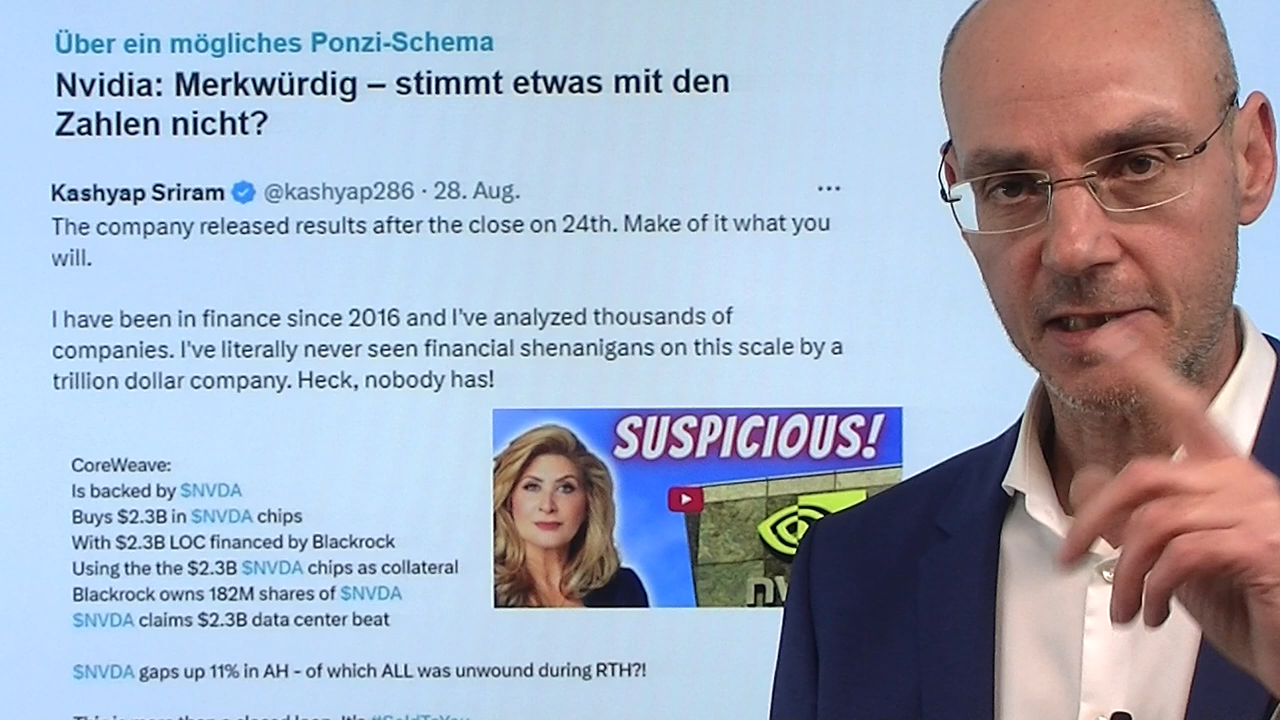 Über ein mögliches Ponzi-Schema
Nvidia: Merkwürdig – stimmt etwas mit den
Zahlen nicht?
Kashyap Sriram @kashyap286 · 28. Aug.
The company released results after the close on 24th. Make of it what you
will.
I have been in finance since 2016 and I've analyzed thousands of
companies. I've literally never seen financial shenanigans on this scale by a
trillion dollar company. Heck, nobody has!
SUSPICIOUS!
CoreWeave:
Is backed by $NVDA
Buys $2.3B in $NVDA chips
With $2.3B LOC financed by Blackrock
Using the the $2.3B $NVDA chips as collateral
Blackrock owns 182M shares of $NVDA
$NVDA claims $2.3B data center beat
$NVDA gaps up 11% in AH - of which ALL was unwound during RTH?!